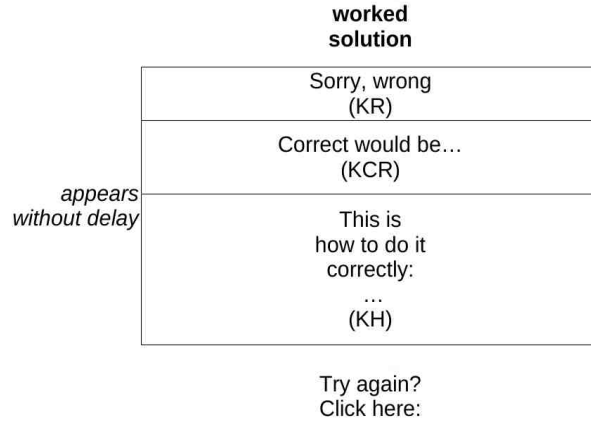 worked
solution
Sorry, wrong
(KR)
Correct would be…
(KCR)
appears
without delay
This is
how to do it
correctly:
…
(KH)
Try again?
Click here: